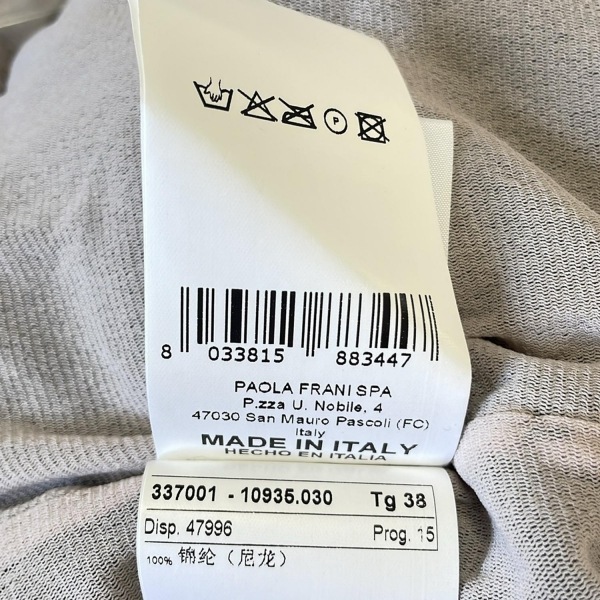 P
8 033815 883447
PAOLA FRANI SPA
P.zza U. Nobile, 4
47030 San Mauro Pascoli (FC)
Italy
MADE IN ITALY
HECHO EN ITALIA
337001 - 10935.030 Tg 38
Disp. 47996 Prog. 15
100% 锦纶（尼龙）